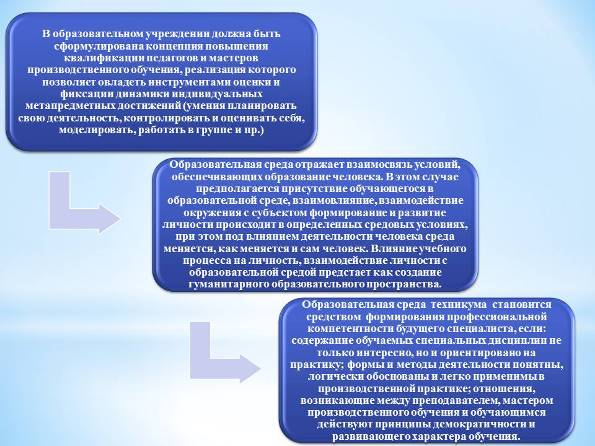 В образовательном учреждении должна быть
сформулирована концепция повышения
квалификации педагогов и мастеров
производственного обучения, реализация которого
позволяет овладеть инструментами оценки и
фиксации динамики индивидуальных
метапредметных достижений (умения планировать
свою деятельность, контролировать и оценивать себя,
моделировать, работать в группе и пр.)
Образовательная среда отражает взаимосвязь условий,
обеспечивающих образование человека. В этом случае
предполагается присутствие обучающегося в
образовательной среде, взаимовлияние, взаимодействие
окружения с субъектом формирование и развитие
личности происходит в определенных средовых условиях,
при этом под влиянием деятельности человека среда
меняется, как меняется и сам человек. Влияние учебного
процесса на личность, взаимодействие личности с
образовательной средой предстает как создание
гуманитарного образовательного пространства.
Образовательная среда техникума становится
средством формирования профессиональной
компетентности будущего специалиста, если:
содержание обучаемых специальных дисциплин не
только интересно, но и ориентировано на
практику; формы и методы деятельности понятны,
логически обоснованы и легко применимы в
производственной практике; отношения,
возникающие между преподавателем, мастером
производственного обучения и обучающимся
действуют принципы демократичности и
развивающего характера обучения.